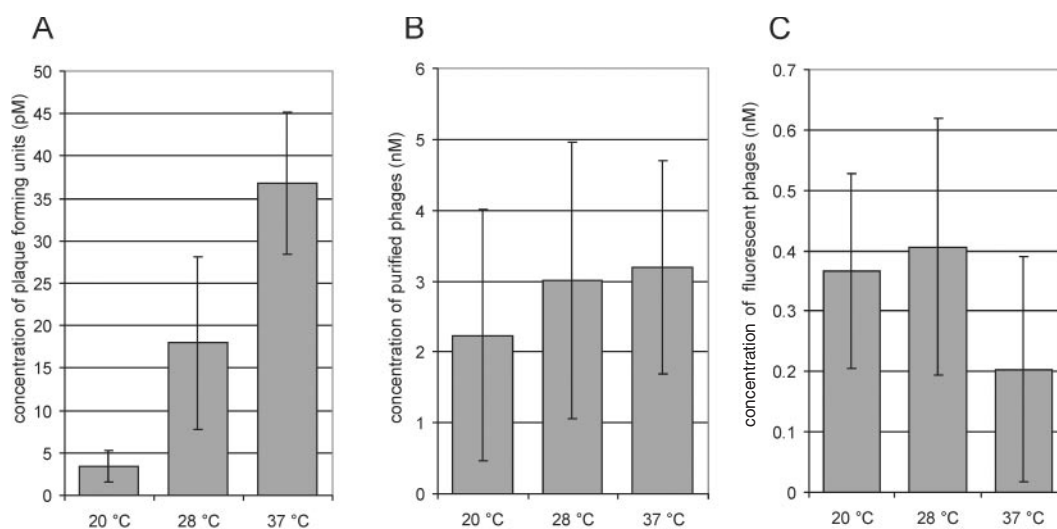 A
concentration of plaque forming units (pM)
50
45
40
35
30
25
20
15
10
5
0
20 °C 28 °C 37 °C
B
concentration of purified phages (nM)
6
5
4
3
2
1
0
20 °C 28 °C 37 °C
C
concentration of fluorescent phages (nM)
0.7
0.6
0.5
0.4
0.3
0.2
0.1
0
20 °C 28 °C 37 °C